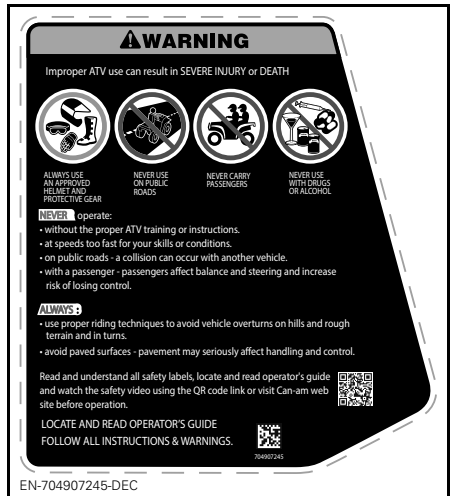 WARNING
Improper ATV use can result in SEVERE INJURY or DEATH
ALWAYS USE
AN APPROVED
HELMET AND
PROTECTIVE GEAR
NEVER USE
ON PUBLIC
ROADS
NEVER CARRY
PASSENGERS
NEVER USE
WITH DRUGS
OR ALCOHOL
NEVER operate:
• without the proper ATV training or instructions.
• at speeds too fast for your skills or conditions.
• on public roads - a collision can occur with another vehicle.
• with a passenger - passengers affect balance and steering and increase
risk of losing control.
ALWAYS :
• use proper riding techniques to avoid vehicle overturns on hills and rough
terrain and in turns.
• avoid paved surfaces - pavement may seriously affect handling and control.
Read and understand all safety labels, locate and read operator's guide
and watch the safety video using the QR code link or visit Can-am web
site before operation.
LOCATE AND READ OPERATOR'S GUIDE
FOLLOW ALL INSTRUCTIONS & WARNINGS.
704907245
EN-704907245-DEC